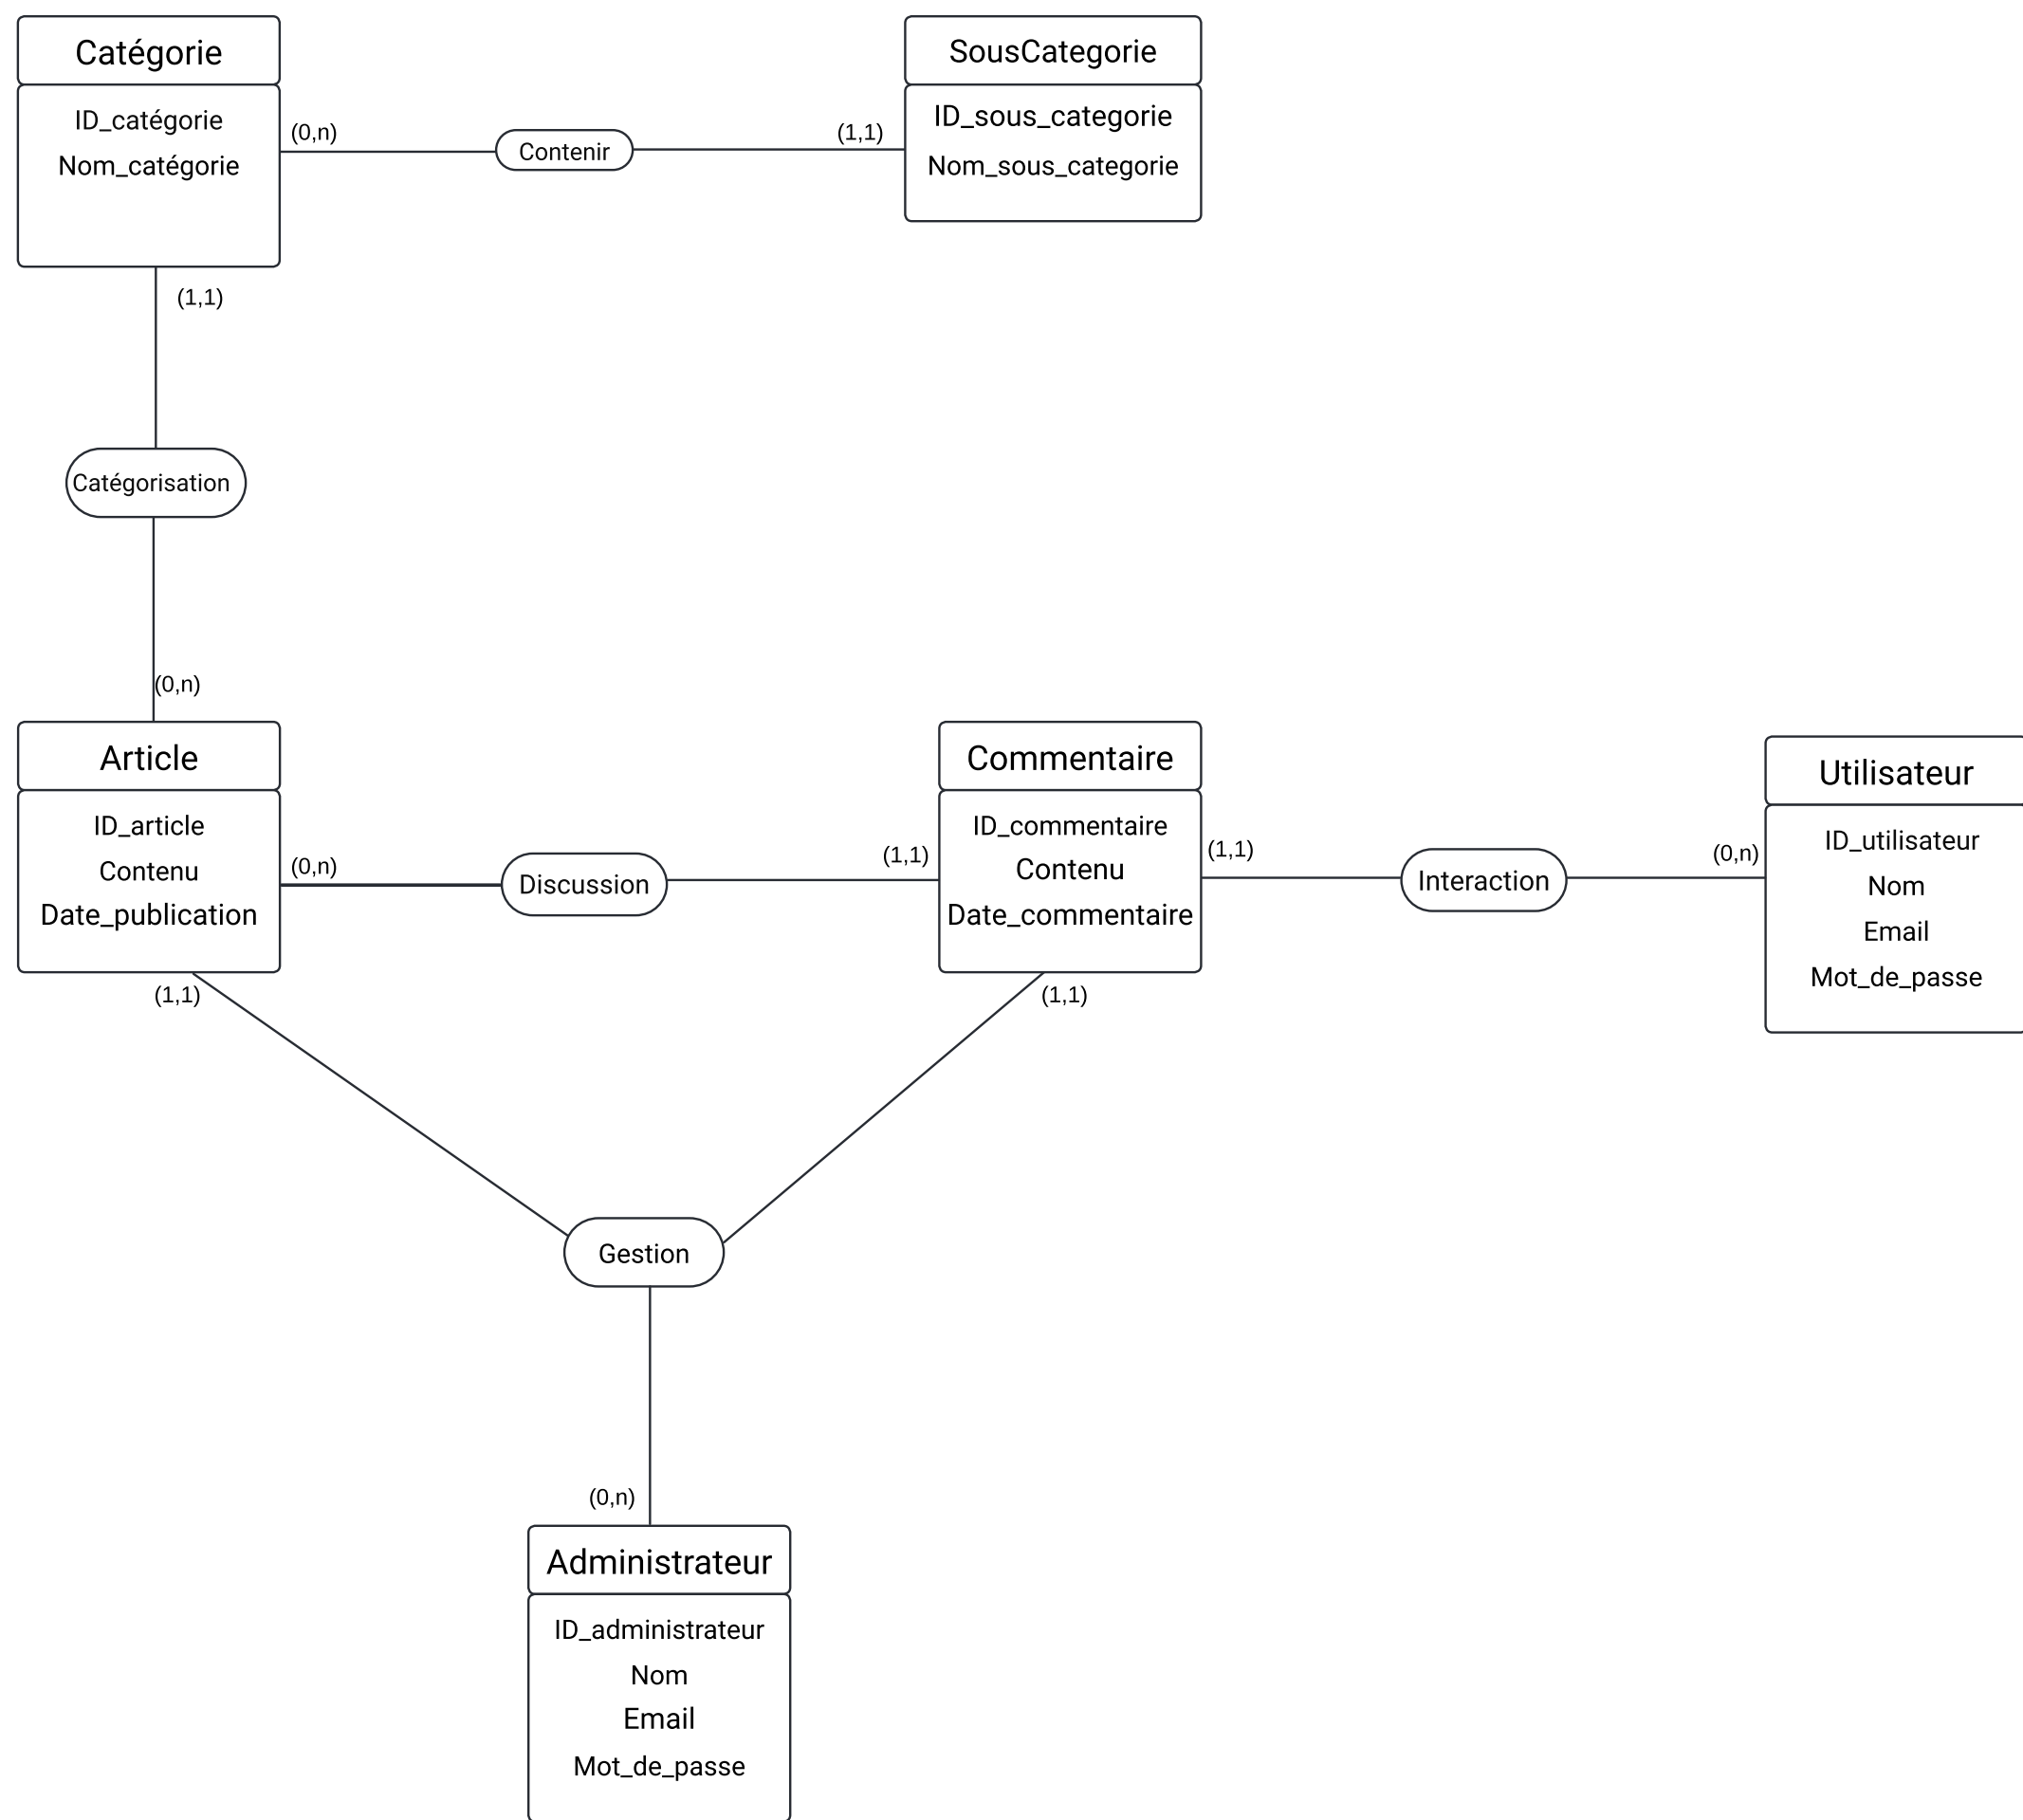 Catégorie
ID_catégorie
Nom_catégorie
(0,n)
Contenir
(1,1)
SousCategorie
ID_sous_categorie
Nom_sous_categorie
(1,1)
Catégorisation
(0,n)
Article
ID_article
Contenu
Date_publication
(0,n)
Discussion
(1,1)
Commentaire
ID_commentaire
Contenu
Date_commentaire
(1,1)
Interaction
(0,n)
Utilisateur
ID_utilisateur
Nom
Email
Mot_de_passe
(1,1)
(1,1)
Gestion
(0,n)
Administrateur
ID_administrateur
Nom
Email
Mot_de_passe